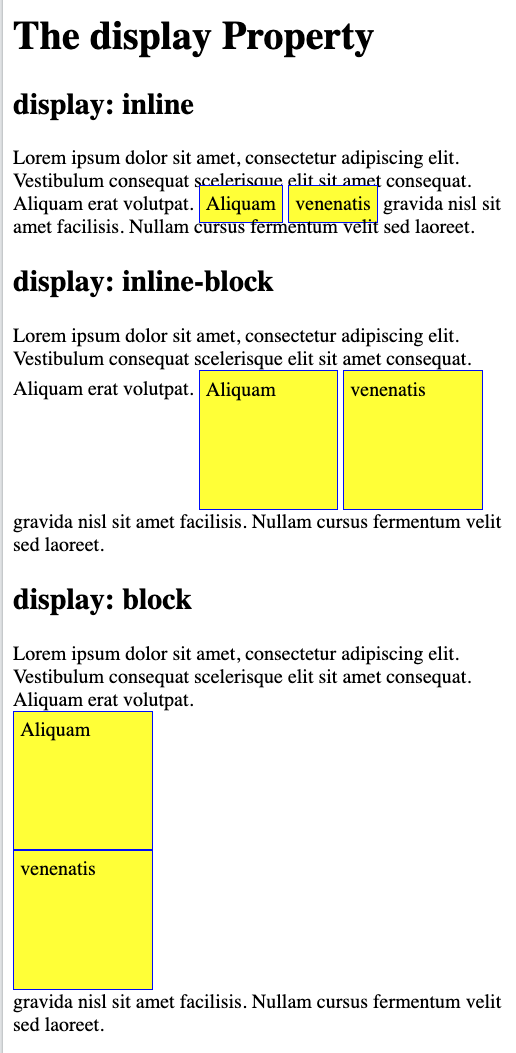 The display Property
display: inline
Lorem ipsum dolor sit amet, consectetur adipiscing elit.
Vestibulum consequat scelerisque elit sit amet consequat.
Aliquam erat volutpat. Aliquam venenatis gravida nisl sit
amet facilisis. Nullam cursus fermentum velit sed laoreet.
display: inline-block
Lorem ipsum dolor sit amet, consectetur adipiscing elit.
Vestibulum consequat scelerisque elit sit amet consequat.
Aliquam erat volutpat. Aliquam venenatis
gravida nisl sit amet facilisis. Nullam cursus fermentum velit
sed laoreet.
display: block
Lorem ipsum dolor sit amet, consectetur adipiscing elit.
Vestibulum consequat scelerisque elit sit amet consequat.
Aliquam erat volutpat.
Aliquam
venenatis
gravida nisl sit amet facilisis. Nullam cursus fermentum velit
sed laoreet.